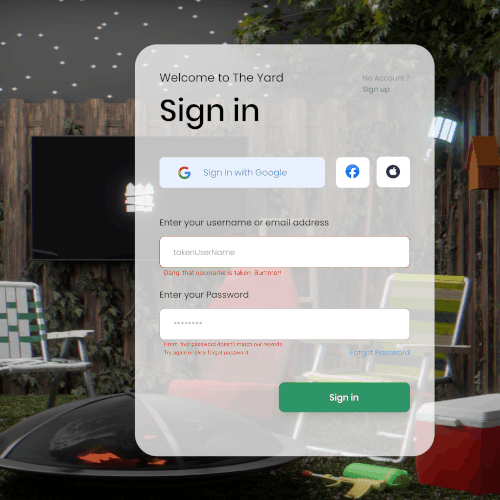 Welcome to The Yard
No Account ?
Sign up
Sign in
Sign in with Google
Enter your username or email address
takenUserName
Dang, that username is taken. Bummer!
Enter your Password
********
Hmm, that password doesn't match our records.
Try again or click forgot password
Forgot Password
Sign in